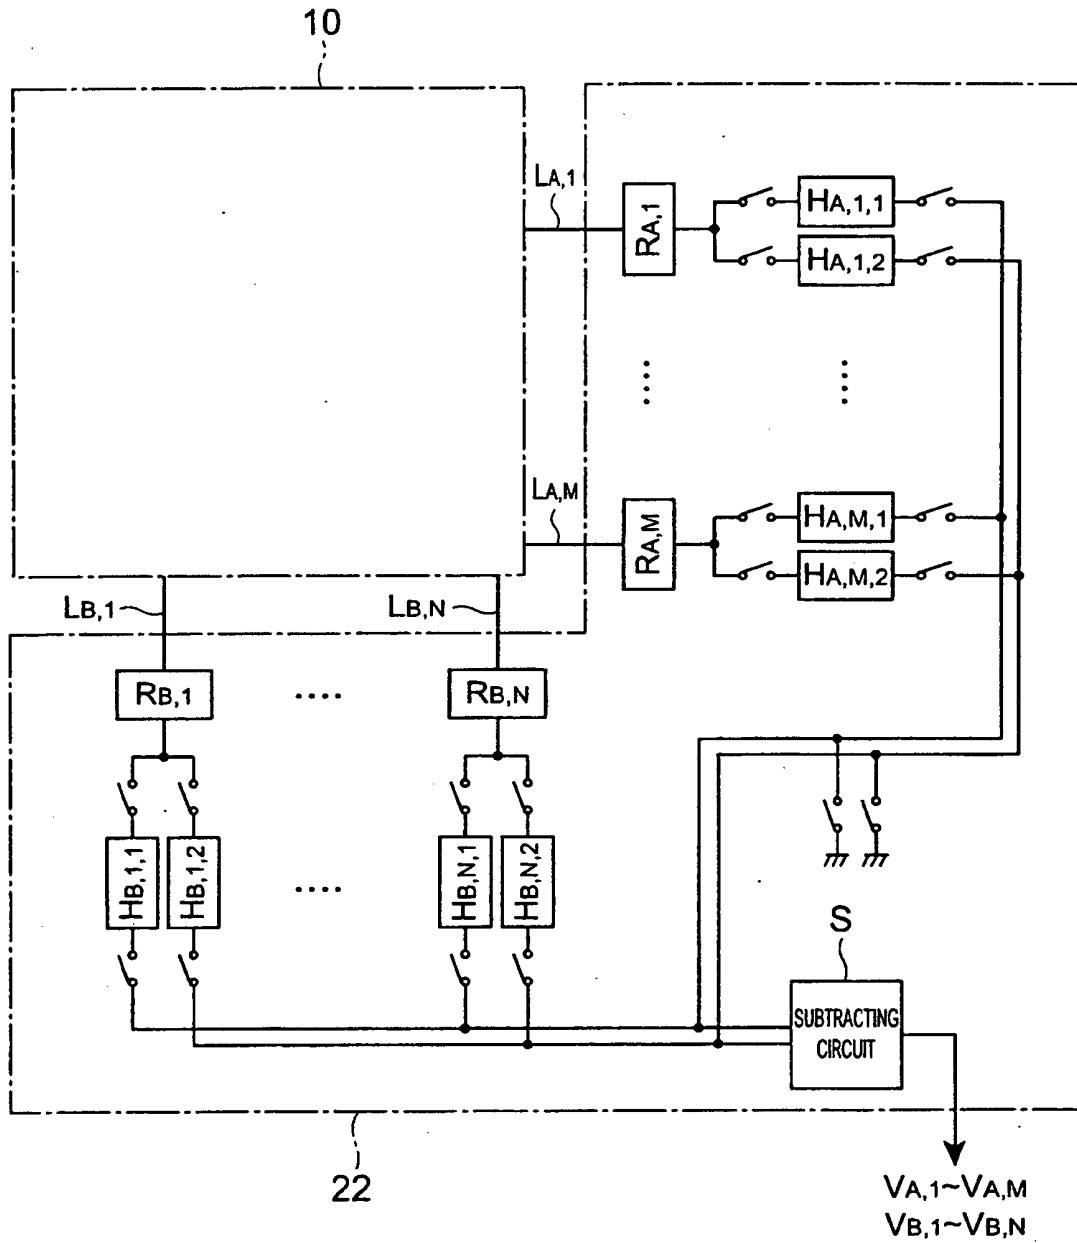 10
LA,1
RA,1
HA,1,1
HA,1,2
....
....
LA,M
RA,M
HA,M,1
HA,M,2
LB,1
LB,N
RB,1
....
RB,N
HB,1,1
HB,1,2
....
HB,N,1
HB,N,2
S
SUBTRACTING
CIRCUIT
22
VA,1~VA,M
VB,1~VB,N